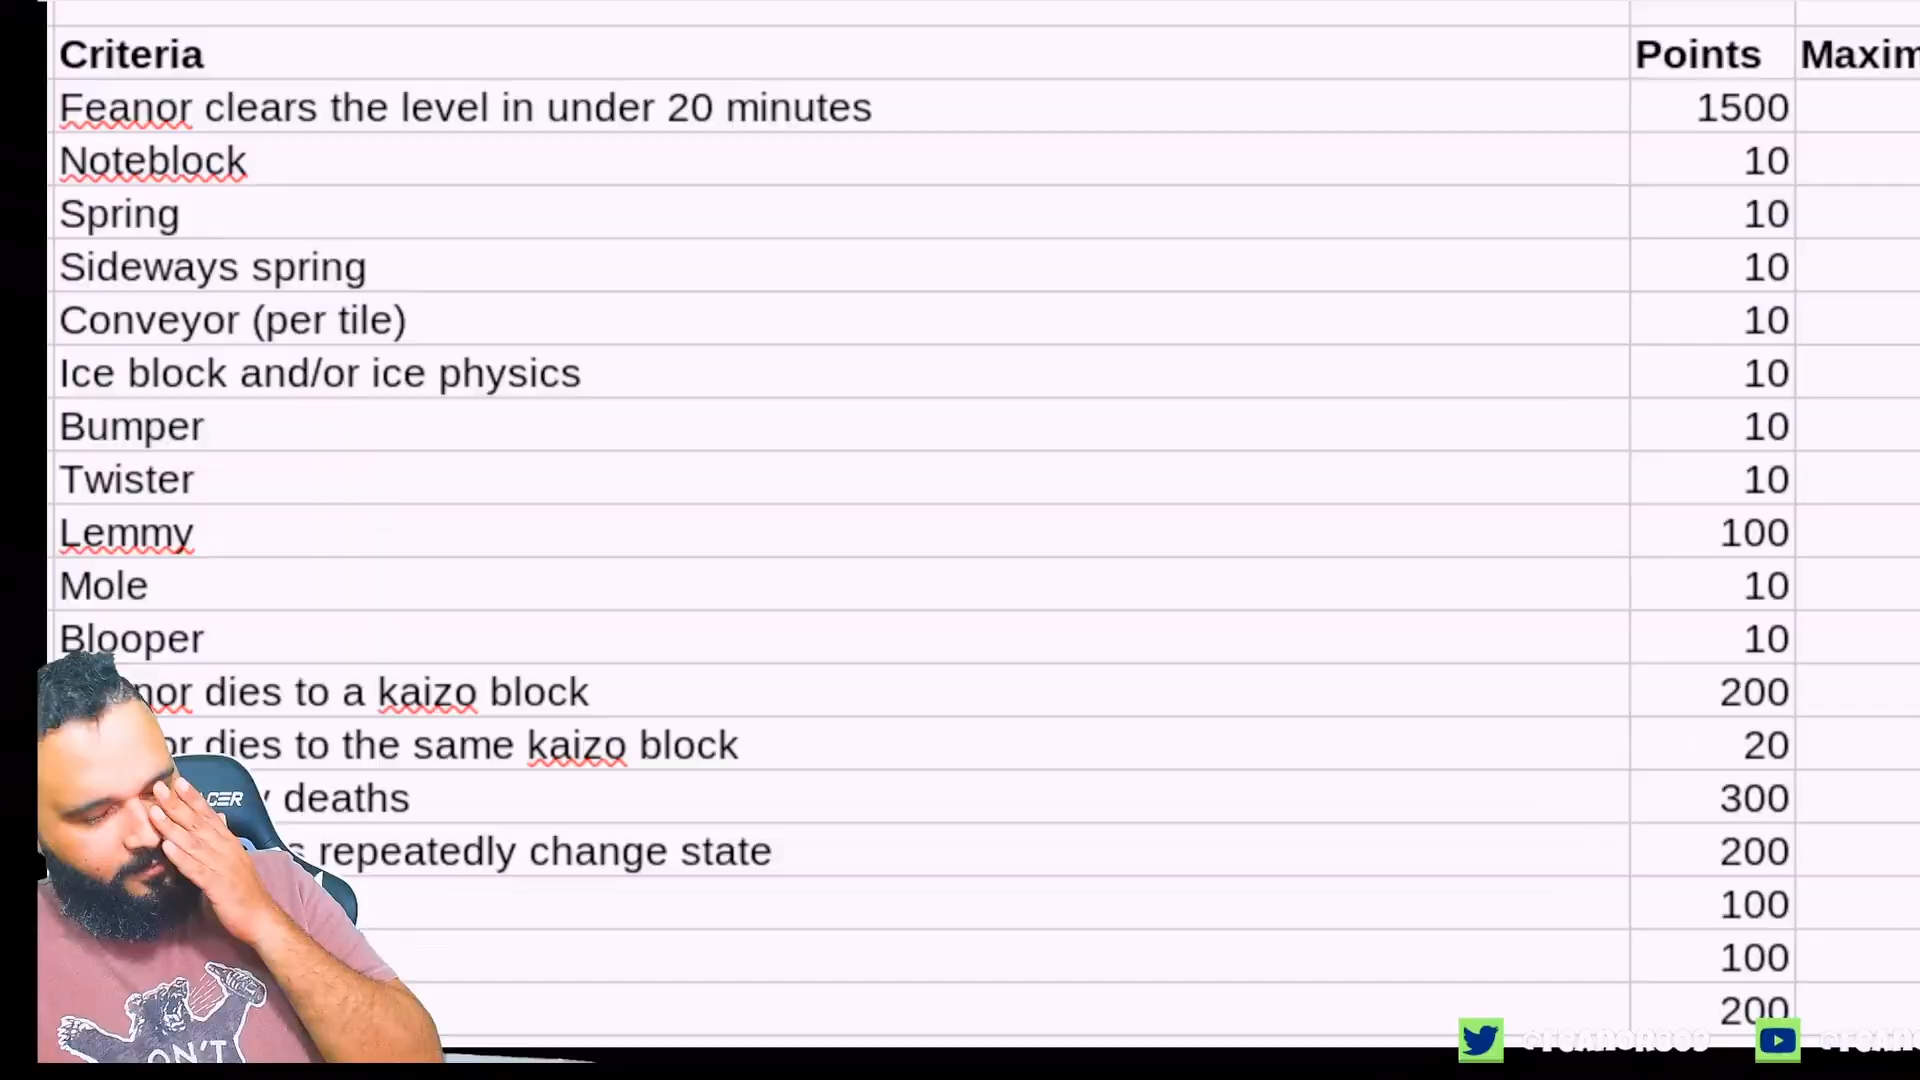 Criteria Points Maxim
Feanor clears the level in under 20 minutes 1500
Noteblock 10
Spring 10
Sideways spring 10
Conveyor (per tile) 10
Ice block and/or ice physics 10
Bumper 10
Twister 10
Lemmy 100
Mole 10
Blooper 10
nor dies to a kaizo block 200
or dies to the same kaizo block 20
y deaths 300
s repeatedly change state 200
100
100
200
ON'T